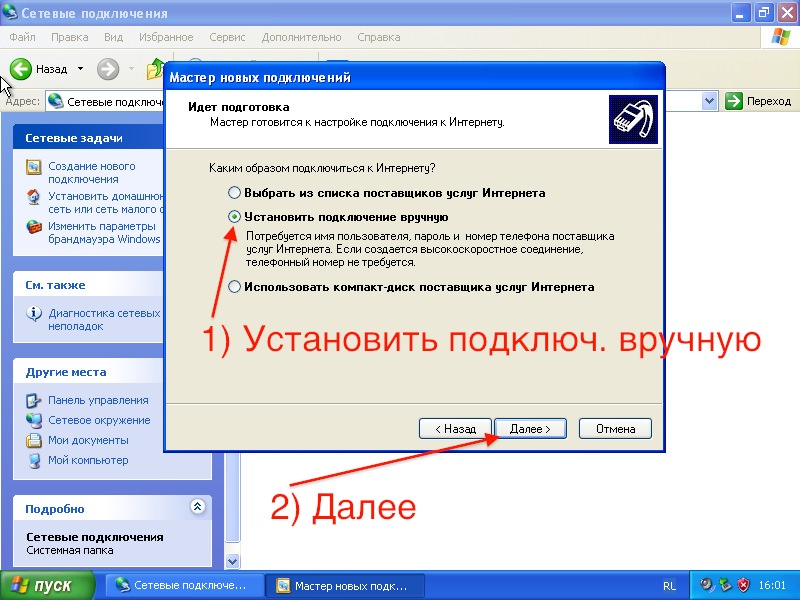 Сетевые подключения
Файл Правка Вид Избранное Сервис Дополнительно Справка
Назад
Адрес: Сетевые подключе
Переход
Мастер новых подключений
Идет подготовка
Мастер готовится к настройке подключения к Интернету.
Каким образом подключиться к Интернету?
Выбрать из списка поставщиков услуг Интернета
Установить подключение вручную
Потребуется имя пользователя, пароль и номер телефона поставщика
услуг Интернета. Если создается высокоскоростное соединение,
телефонный номер не требуется.
Использовать компакт-диск поставщика услуг Интернета
1) Установить подключ. вручную
< Назад Далее > Отмена
2) Далее
Сетевые задачи
Создание нового
подключения
Установить домашнюю
сеть или сеть малого о
Изменить параметры
брандмауэра Windows
См. также
Диагностика сетевых
неполадок
Другие места
Панель управления
Сетевое окружение
Мои документы
Мой компьютер
Подробно
Сетевые подключения
Системная папка
пуск
Сетевые подключе...
Мастер новых подк...
RL
16:01